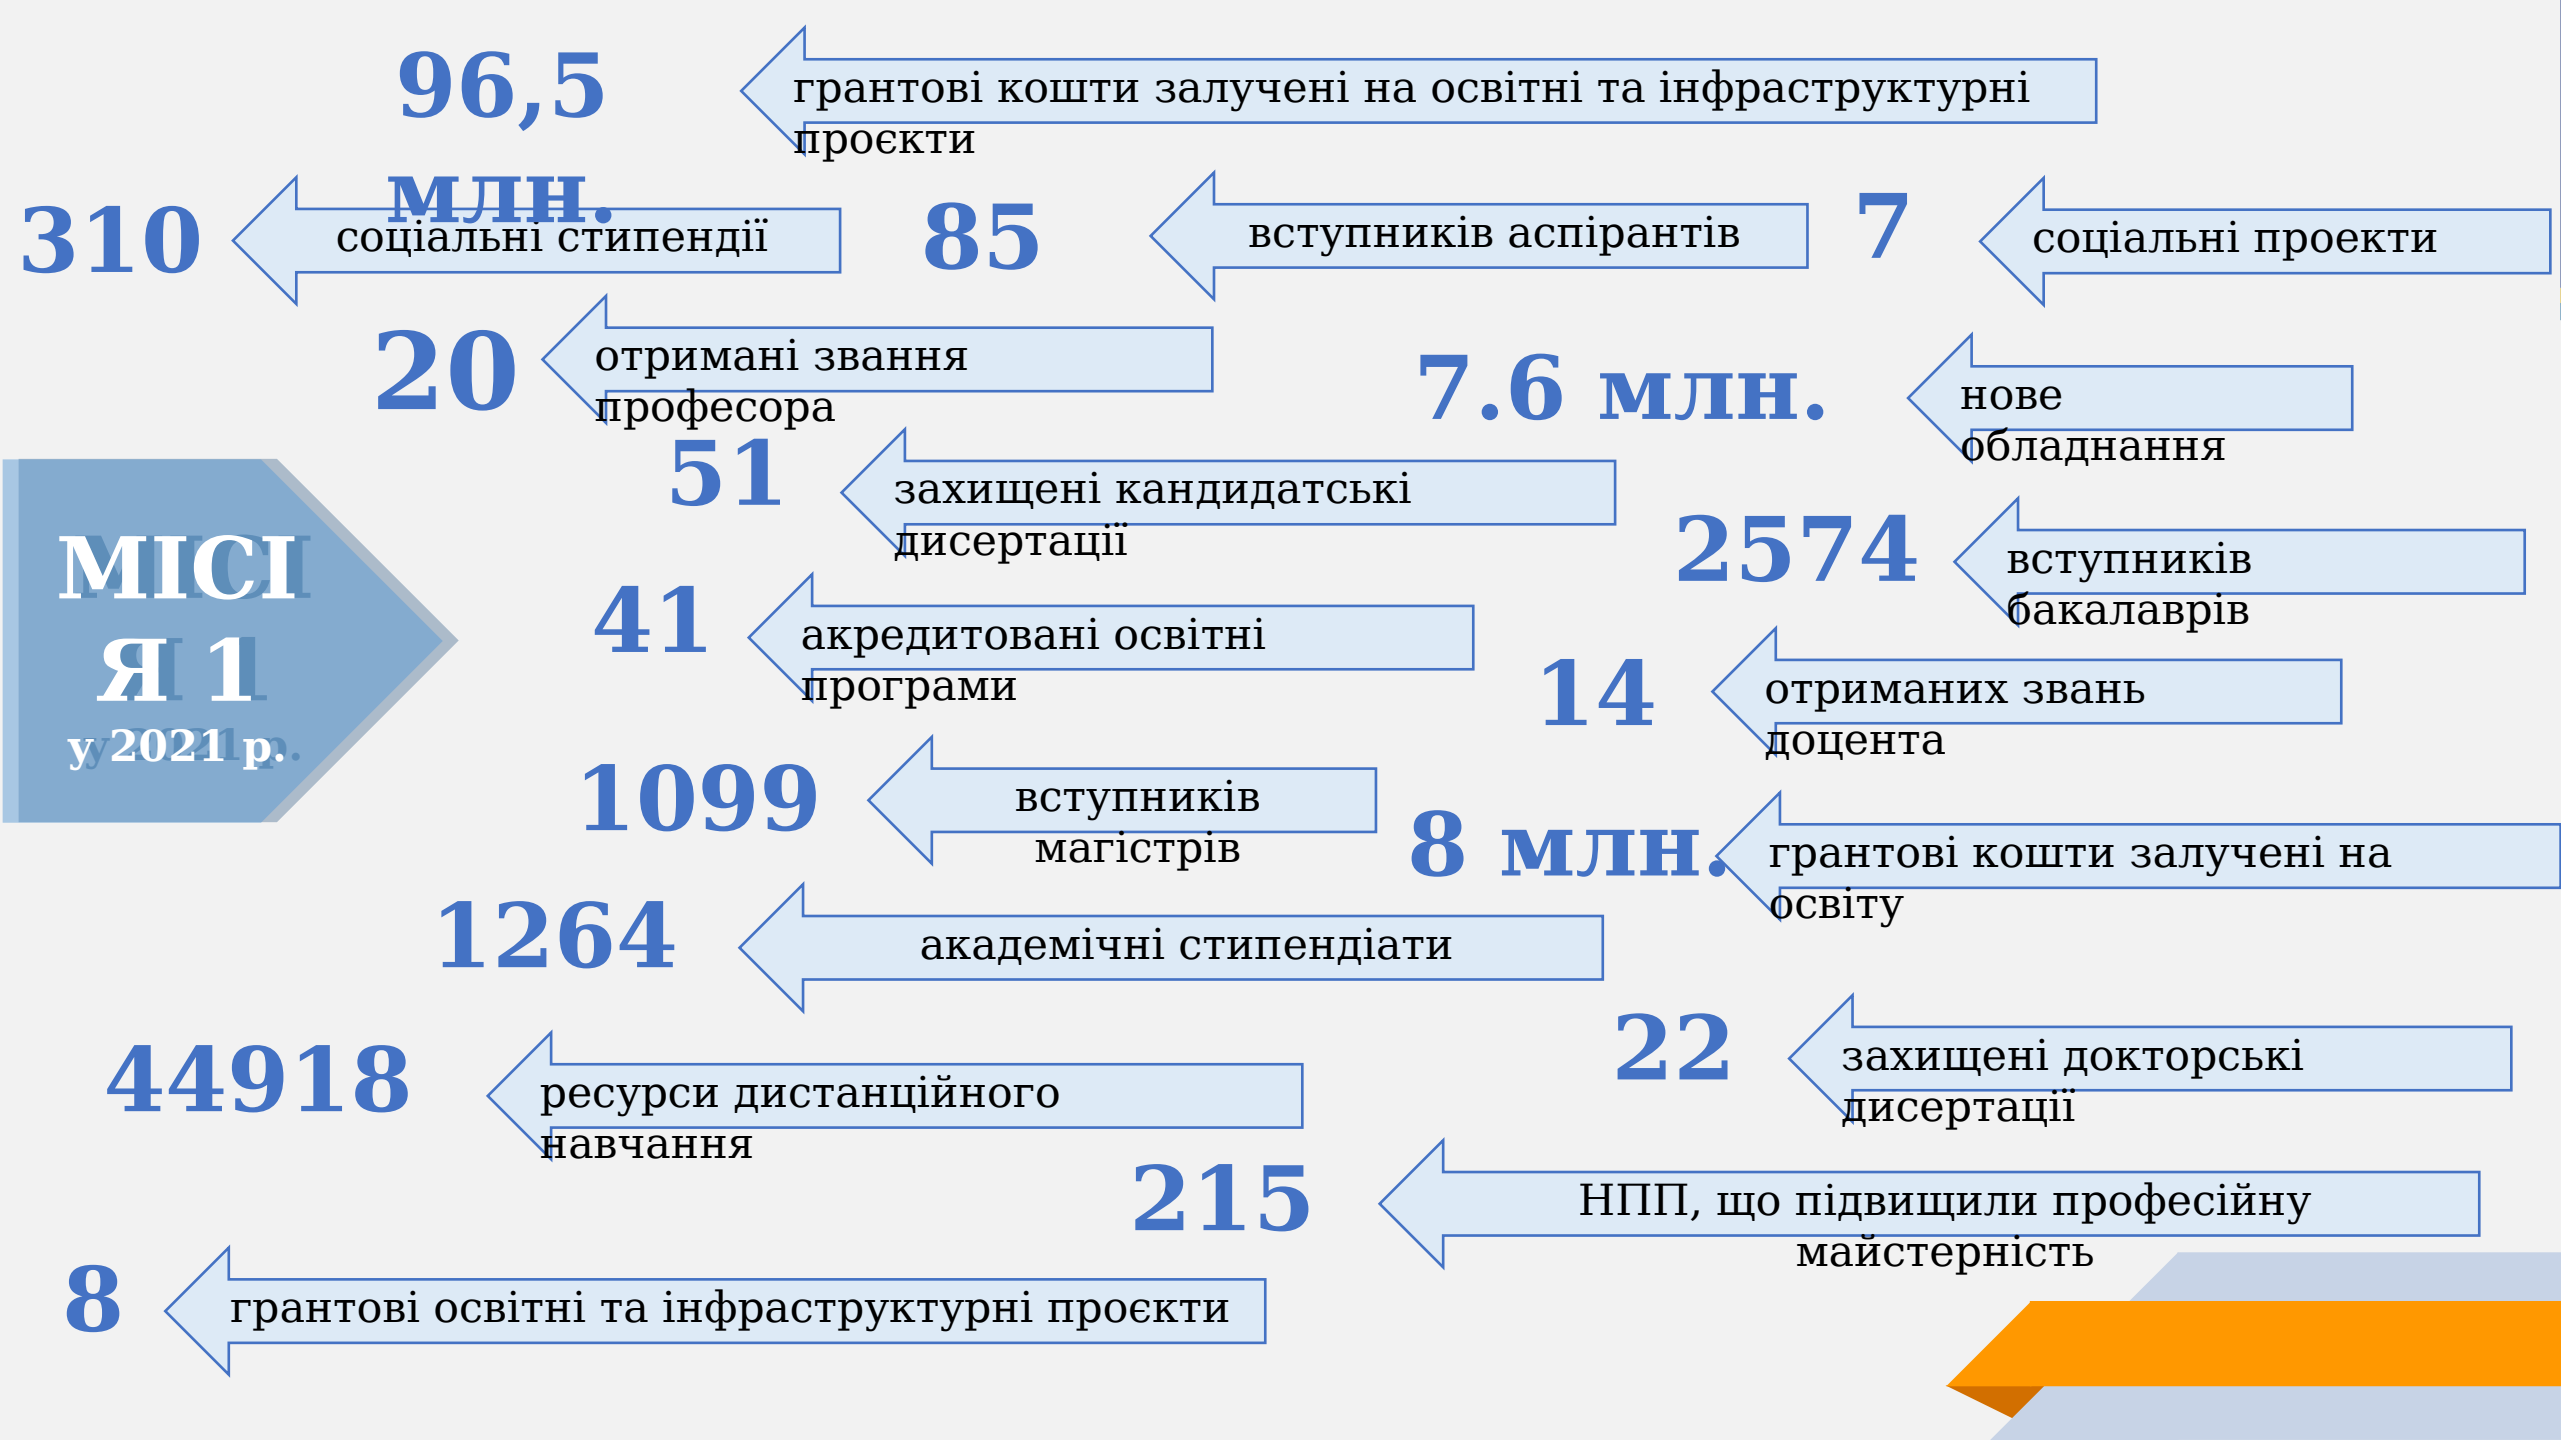 96,5
млн.
грантові кошти залучені на освітні та інфраструктурні
проєкти
310
соціальні стипендії
85
вступників аспірантів
7
соціальні проекти
20
отримані звання
професора
7.6 млн.
нове
обладнання
51
захищені кандидатські
дисертації
2574
вступників
бакалаврів
МІСІ
Я 1
у 2021 р.
41
акредитовані освітні
програми
14
отриманих звань
доцента
1099
вступників
магістрів
8 млн.
грантові кошти залучені на
освіту
1264
академічні стипендіати
22
захищені докторські
дисертації
44918
ресурси дистанційного
навчання
215
НПП, що підвищили професійну
майстерність
8
грантові освітні та інфраструктурні проєкти